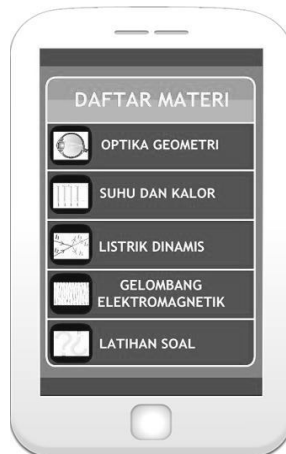 DAFTAR MATERI
OPTIKA GEOMETRI
SUHU DAN KALOR
LISTRIK DINAMIS
GELOMBANG
ELEKTROMAGNETIK
LATIHAN SOAL